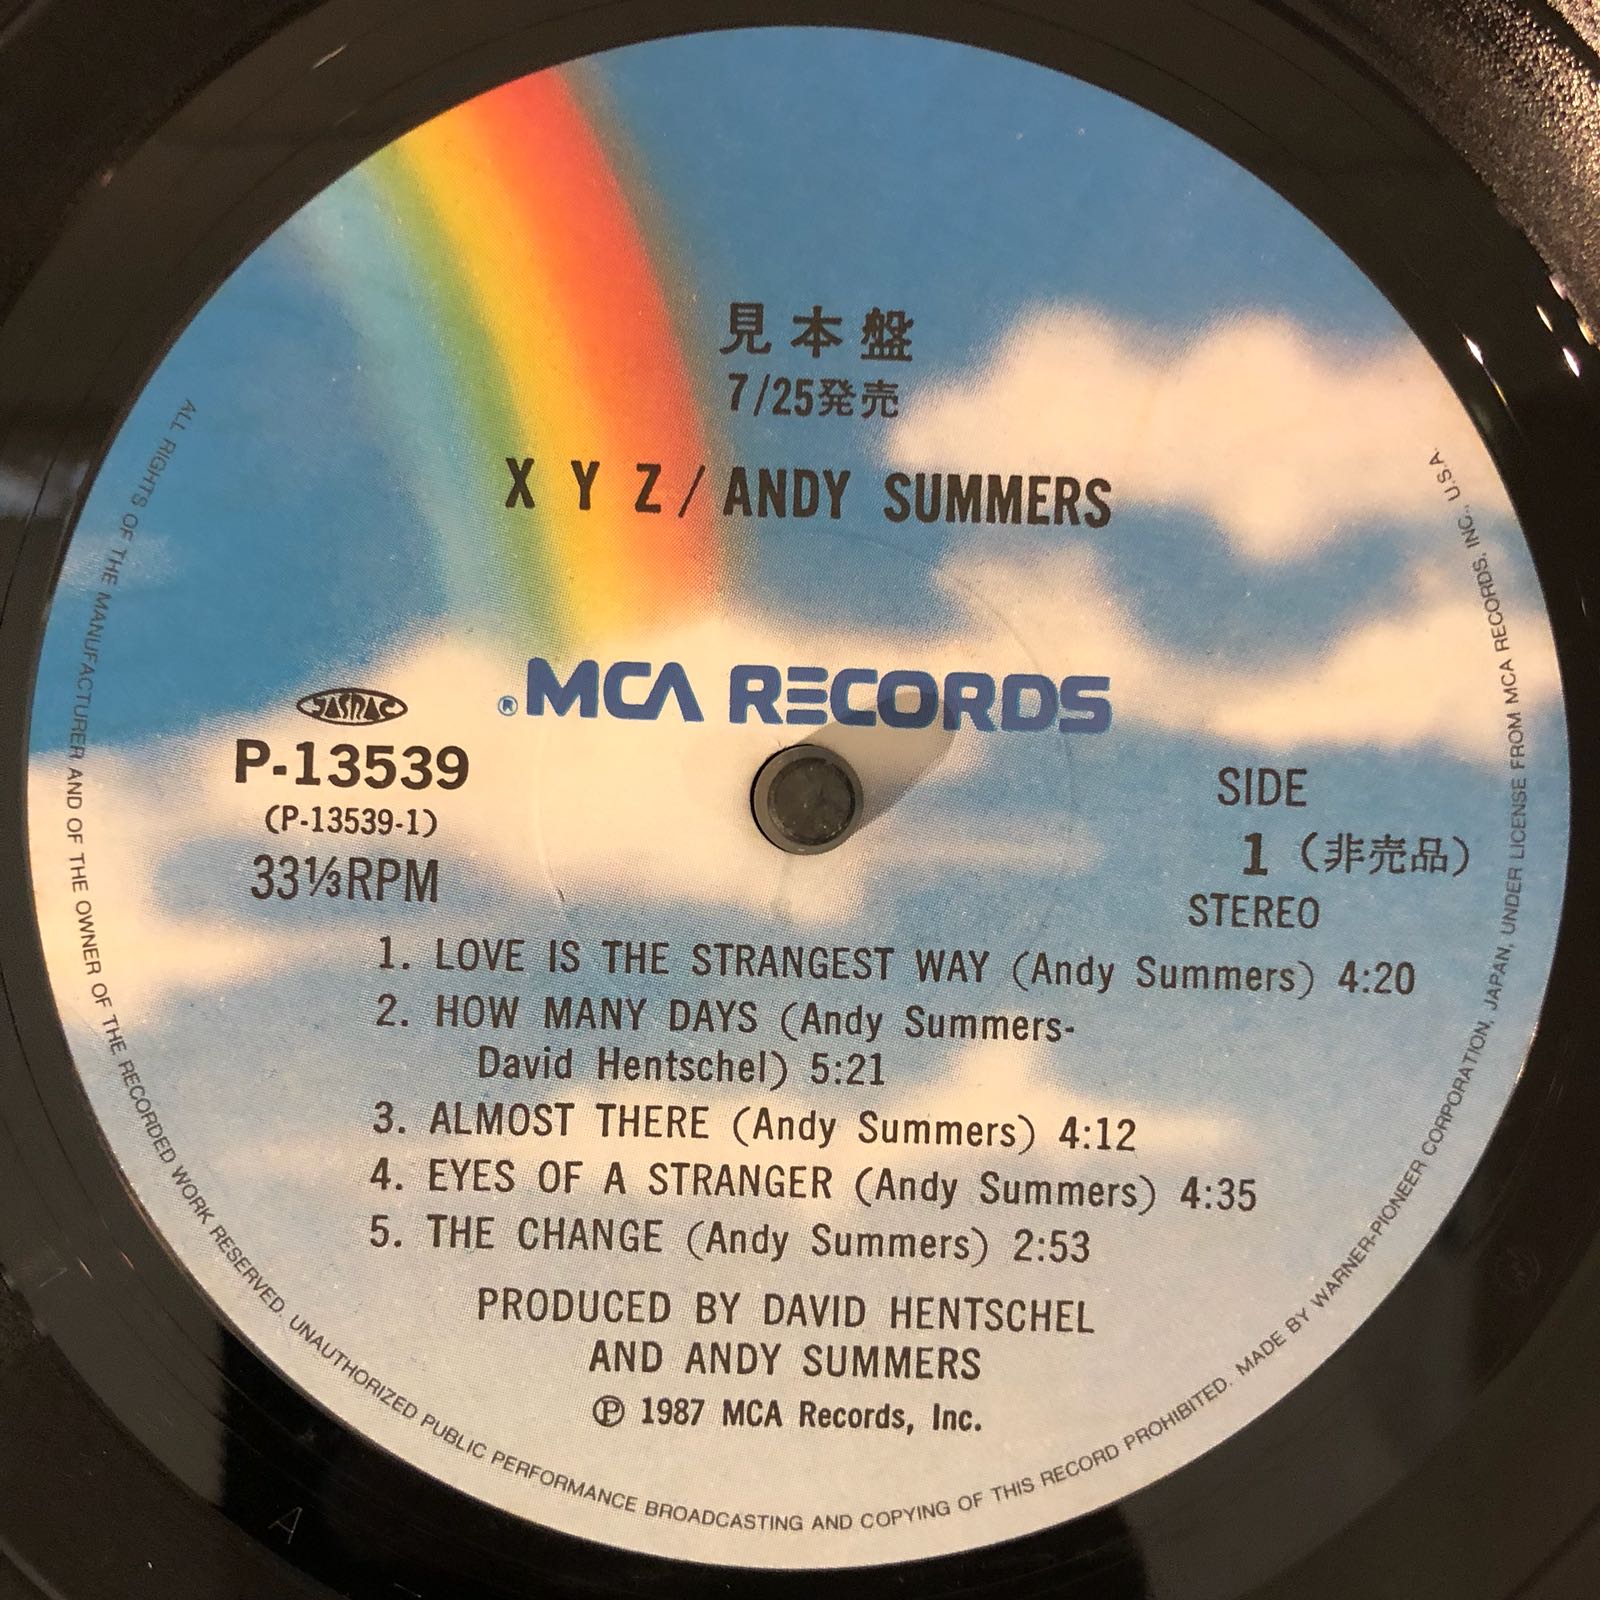 見本盤
7/25発売
X Y Z / ANDY SUMMERS
®MCA RECORDS
JASRAC
P-13539
(P-13539-1)
33⅓RPM
SIDE
1 (非売品)
STEREO
1. LOVE IS THE STRANGEST WAY (Andy Summers) 4:20
2. HOW MANY DAYS (Andy Summers-
David Hentschel) 5:21
3. ALMOST THERE (Andy Summers) 4:12
4. EYES OF A STRANGER (Andy Summers) 4:35
5. THE CHANGE (Andy Summers) 2:53
PRODUCED BY DAVID HENTSCHEL
AND ANDY SUMMERS
℗ 1987 MCA Records, Inc.
ALL RIGHTS OF THE MANUFACTURER AND OF THE OWNER OF THE RECORDED WORK RESERVED. UNAUTHORIZED PUBLIC PERFORMANCE BROADCASTING AND COPYING OF THIS RECORD PROHIBITED. MADE BY WARNER-PIONEER CORPORATION, JAPAN, UNDER LICENSE FROM MCA RECORDS, INC., U.S.A.
A